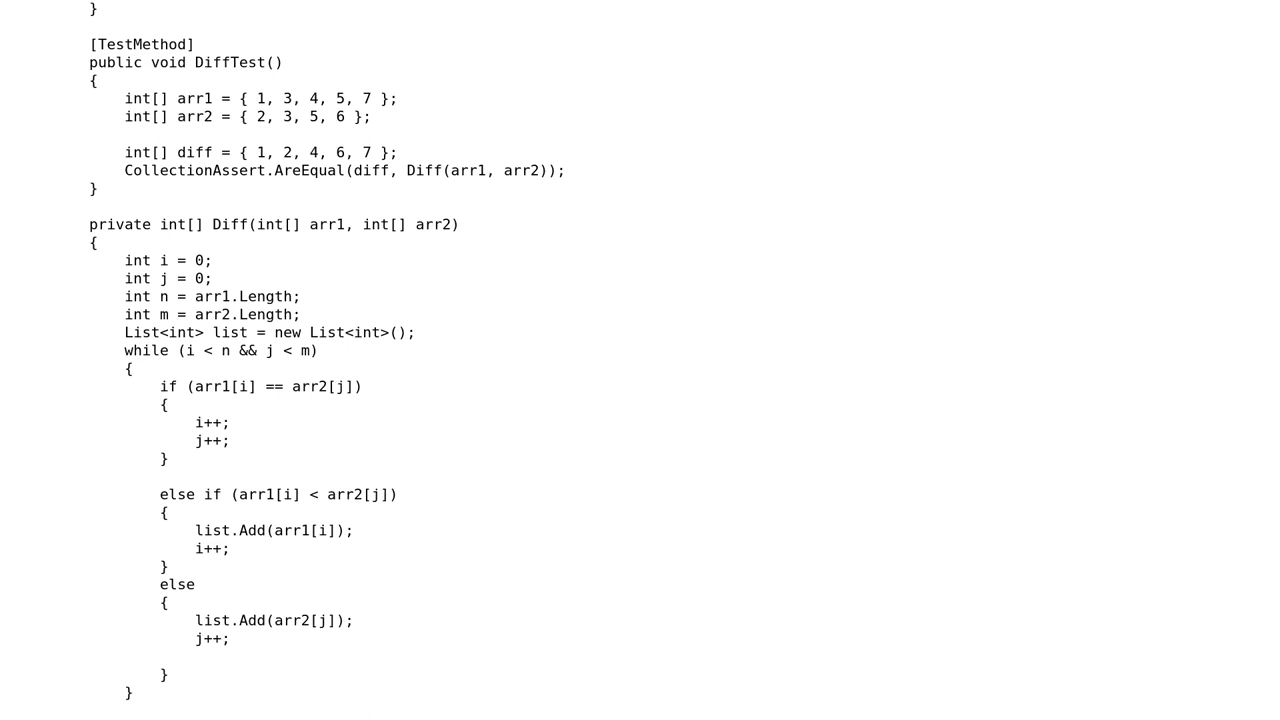 }
[TestMethod]
public void DiffTest()
{
int[] arr1 = { 1, 3, 4, 5, 7 };
int[] arr2 = { 2, 3, 5, 6 };
int[] diff = { 1, 2, 4, 6, 7 };
CollectionAssert.AreEqual(diff, Diff(arr1, arr2));
}
private int[] Diff(int[] arr1, int[] arr2)
{
int i = 0;
int j = 0;
int n = arr1.Length;
int m = arr2.Length;
List<int> list = new List<int>();
while (i < n && j < m)
{
if (arr1[i] == arr2[j])
{
i++;
j++;
}
else if (arr1[i] < arr2[j])
{
list.Add(arr1[i]);
i++;
}
else
{
list.Add(arr2[j]);
j++;
}
}